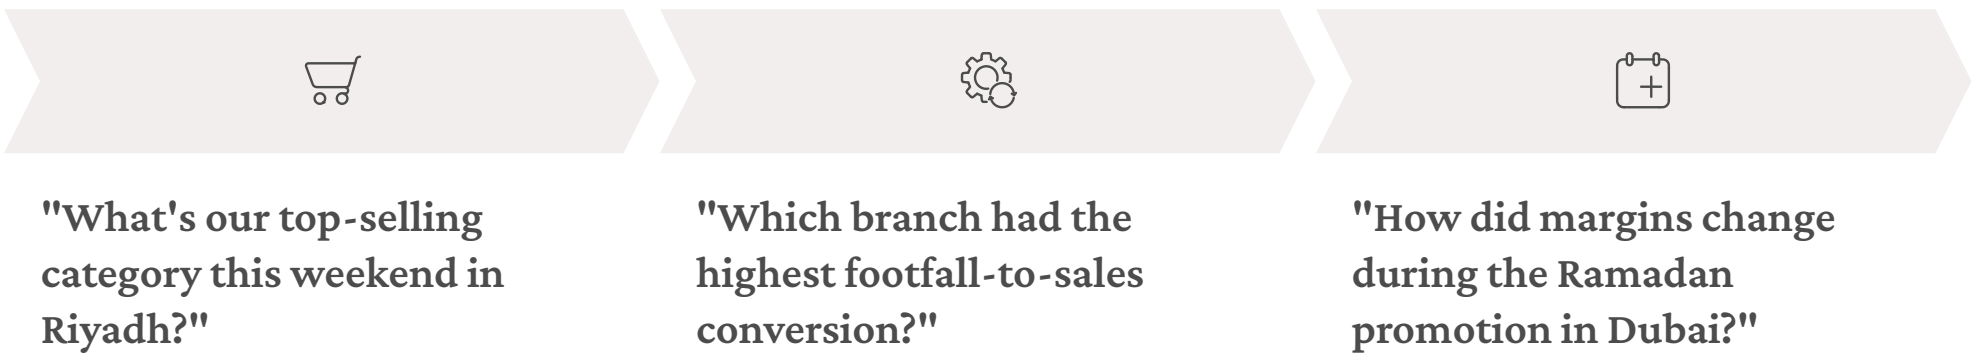 "What's our top-selling
category this weekend in
Riyadh?"
"Which branch had the
highest footfall-to-sales
conversion?"
"How did margins change
during the Ramadan
promotion in Dubai?"